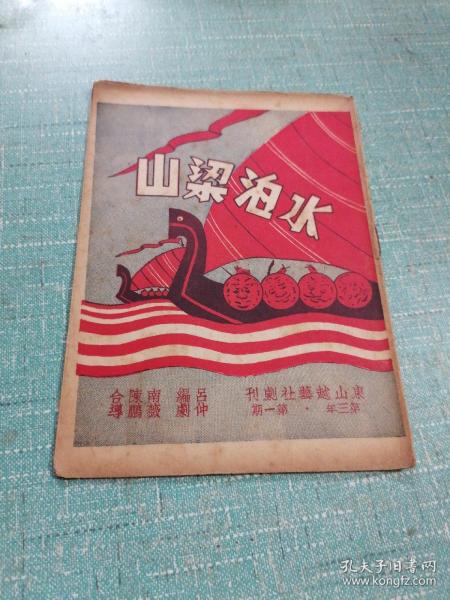 水泊梁山
東山越藝社劇刊
第三年·第一期
呂仲編劇
南薇陳鵬合導
孔夫子旧书网
www.kongfz.com